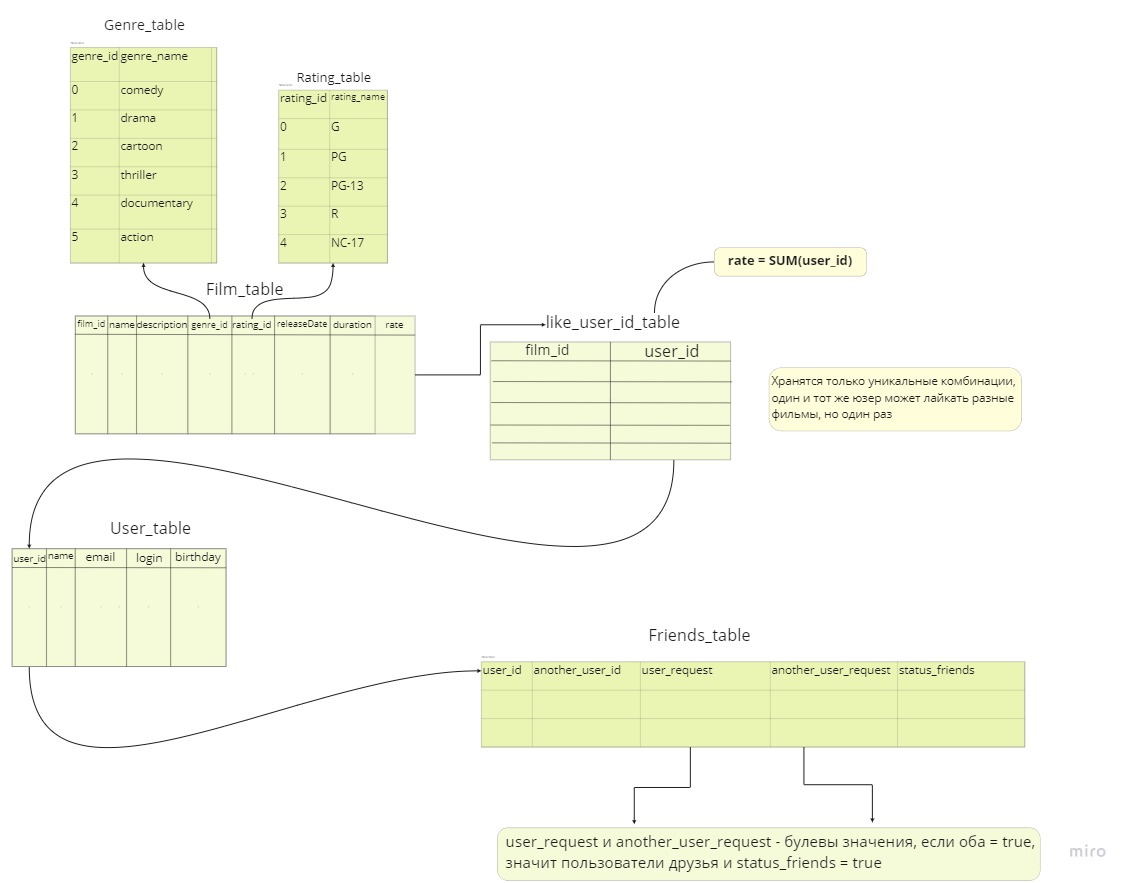 Genre_table
genre_id genre_name
0 comedy
1 drama
2 cartoon
3 thriller
4 documentary
5 action
Rating_table
rating_id rating_name
0 G
1 PG
2 PG-13
3 R
4 NC-17
Film_table
film_id name description genre_id rating_id releaseDate duration rate
rate = SUM(user_id)
like_user_id_table
film_id user_id
Хранятся только уникальные комбинации,
один и тот же юзер может лайкать разные
фильмы, но один раз
User_table
user_id name email login birthday
Friends_table
user_id another_user_id user_request another_user_request status_friends
user_request и another_user_request - булевы значения, если оба = true,
значит пользователи друзья и status_friends = true
miro